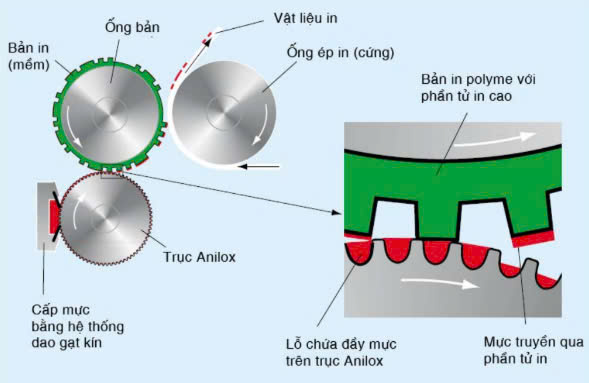 Vật liệu in
Ống bản
Bản in
(mềm)
Ống ép in (cứng)
Bản in polyme với
phần tử in cao
Trục Anilox
Cấp mực
bằng hệ thống
dao gạt kín
Lỗ chứa đầy mực
trên trục Anilox
Mực truyền qua
phần tử in